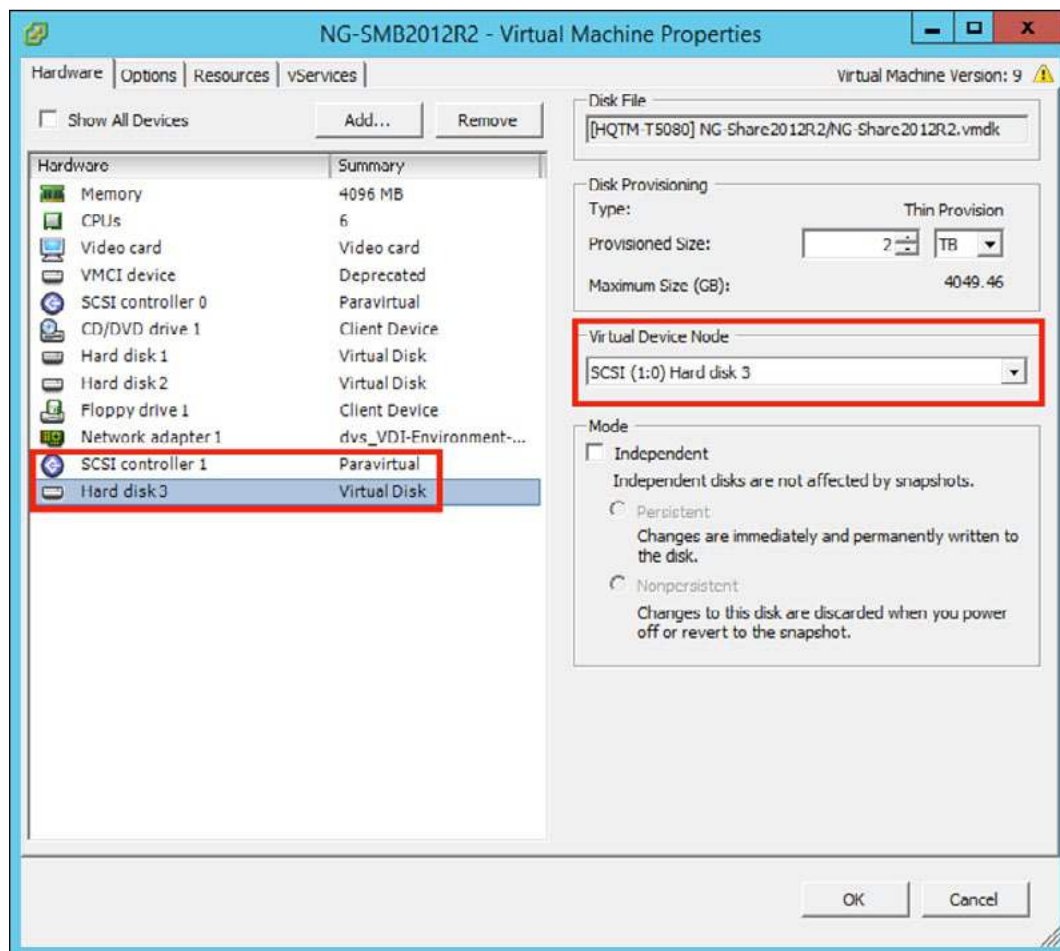 NG-SMB2012R2 - Virtual Machine Properties
Hardware Options Resources vServices
Virtual Machine Version: 9
Show All Devices
Add...
Remove
Hardware Summary
Memory 4096 MB
CPUs 6
Video card Video card
VMCI device Deprecated
SCSI controller 0 Paravirtual
CD/DVD drive 1 Client Device
Hard disk 1 Virtual Disk
Hard disk 2 Virtual Disk
Floppy drive 1 Client Device
Network adapter 1 dvs_VDI-Environment-...
SCSI controller 1 Paravirtual
Hard disk 3 Virtual Disk
Disk File
[HQTM-T5080] NG-Share2012R2/NG-Share2012R2.vmdk
Disk Provisioning
Type: Thin Provision
Provisioned Size: 2 TB
Maximum Size (GB): 4049.46
Virtual Device Node
SCSI (1:0) Hard disk 3
Mode
Independent
Independent disks are not affected by snapshots.
Persistent
Changes are immediately and permanently written to
the disk.
Nonpersistent
Changes to this disk are discarded when you power
off or revert to the snapshot.
OK
Cancel